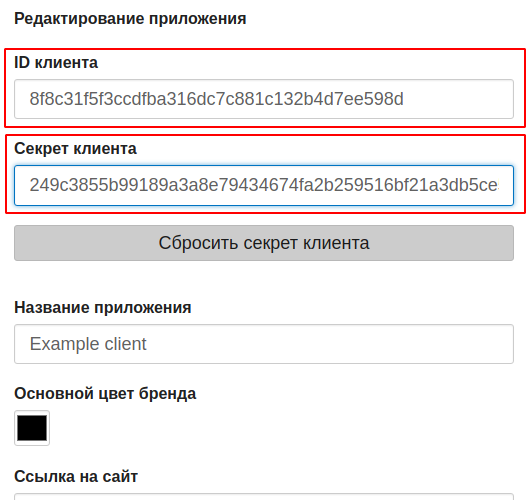 Редактирование приложения
ID клиента
8f8c31f5f3ccdfba316dc7c881c132b4d7ee598d
Секрет клиента
249c3855b99189a3a8e79434674fa2b259516bf21a3db5ce
Сбросить секрет клиента
Название приложения
Example client
Основной цвет бренда
Ссылка на сайт